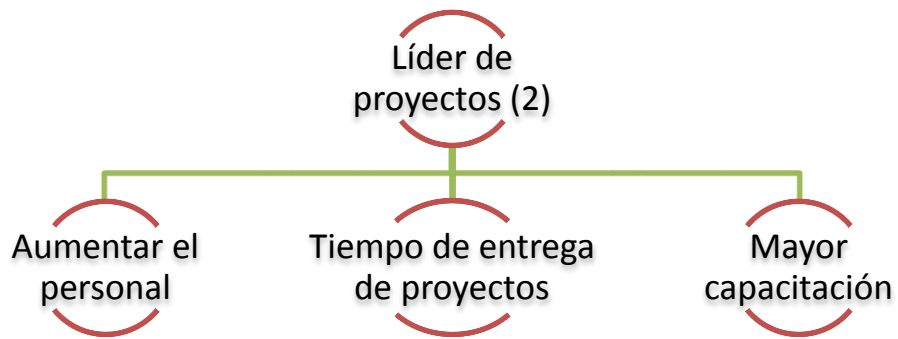 Líder de
proyectos (2)
Aumentar el
personal
Tiempo de entrega
de proyectos
Mayor
capacitación